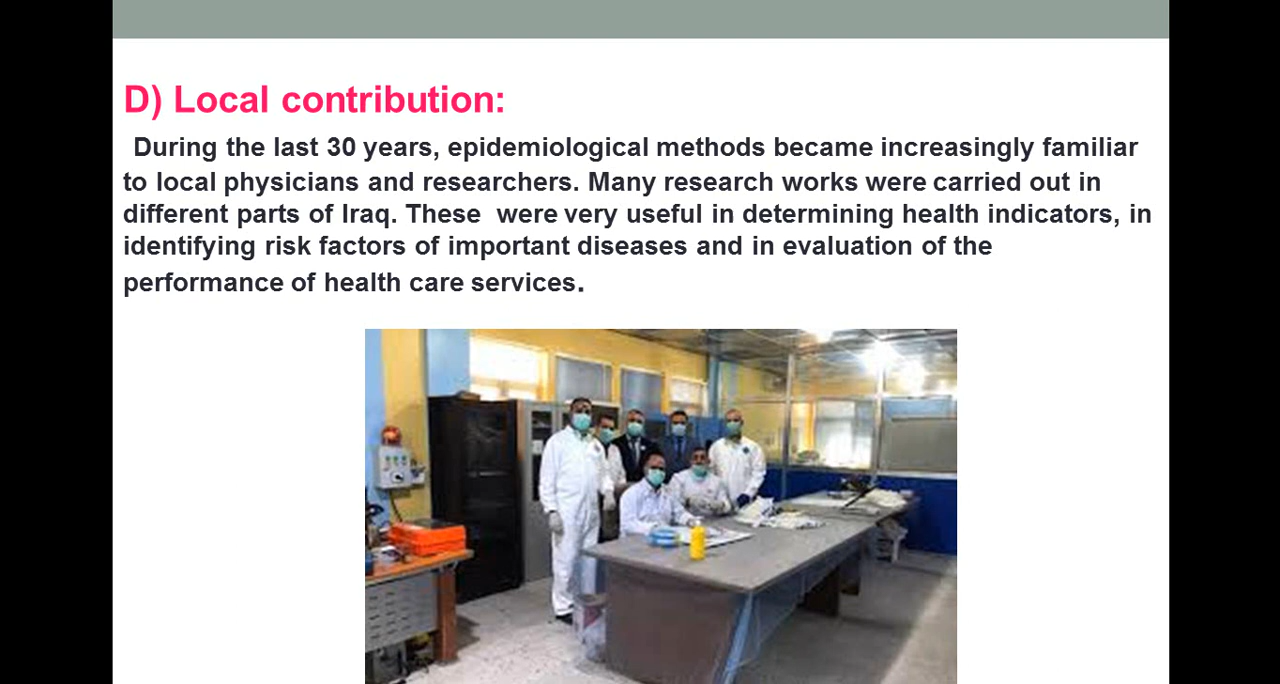 D) Local contribution:
During the last 30 years, epidemiological methods became increasingly familiar
to local physicians and researchers. Many research works were carried out in
different parts of Iraq. These were very useful in determining health indicators, in
identifying risk factors of important diseases and in evaluation of the
performance of health care services.